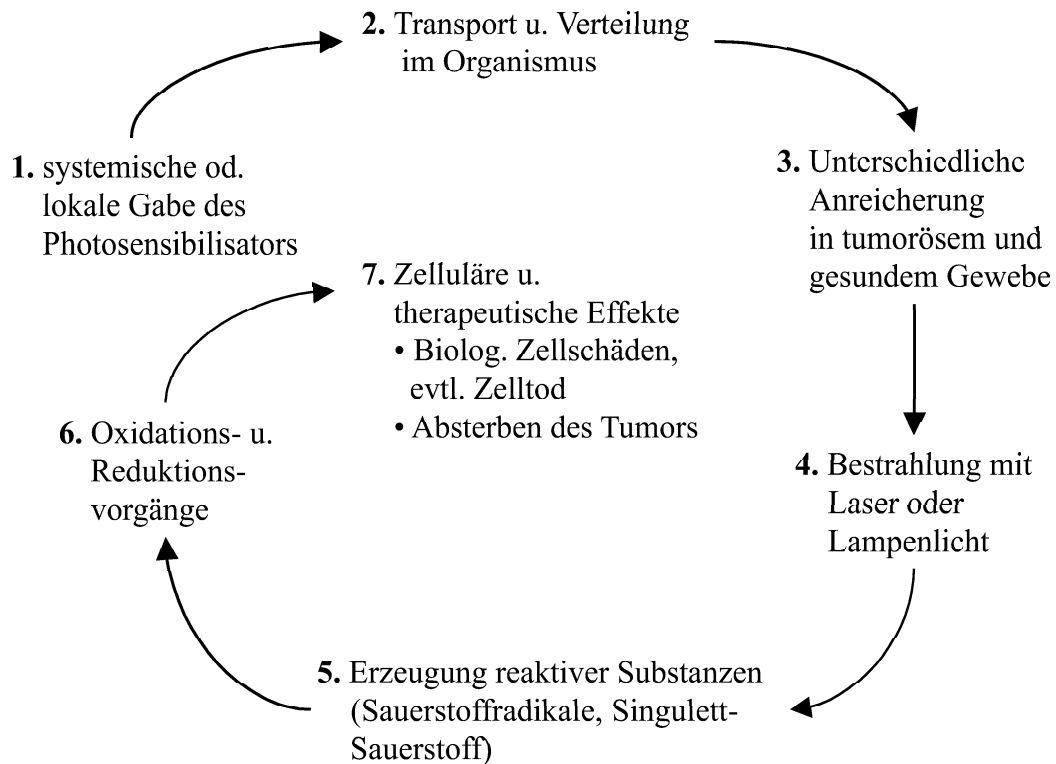 1. systemische od.
lokale Gabe des
Photosensibilisators
2. Transport u. Verteilung
im Organismus
3. Unterschiedliche
Anreicherung
in tumorösem und
gesundem Gewebe
4. Bestrahlung mit
Laser oder
Lampenlicht
5. Erzeugung reaktiver Substanzen
(Sauerstoffradikale, Singulett-
Sauerstoff)
6. Oxidations- u.
Reduktions-
vorgänge
7. Zelluläre u.
therapeutische Effekte
• Biolog. Zellschäden,
evtl. Zelltod
• Absterben des Tumors